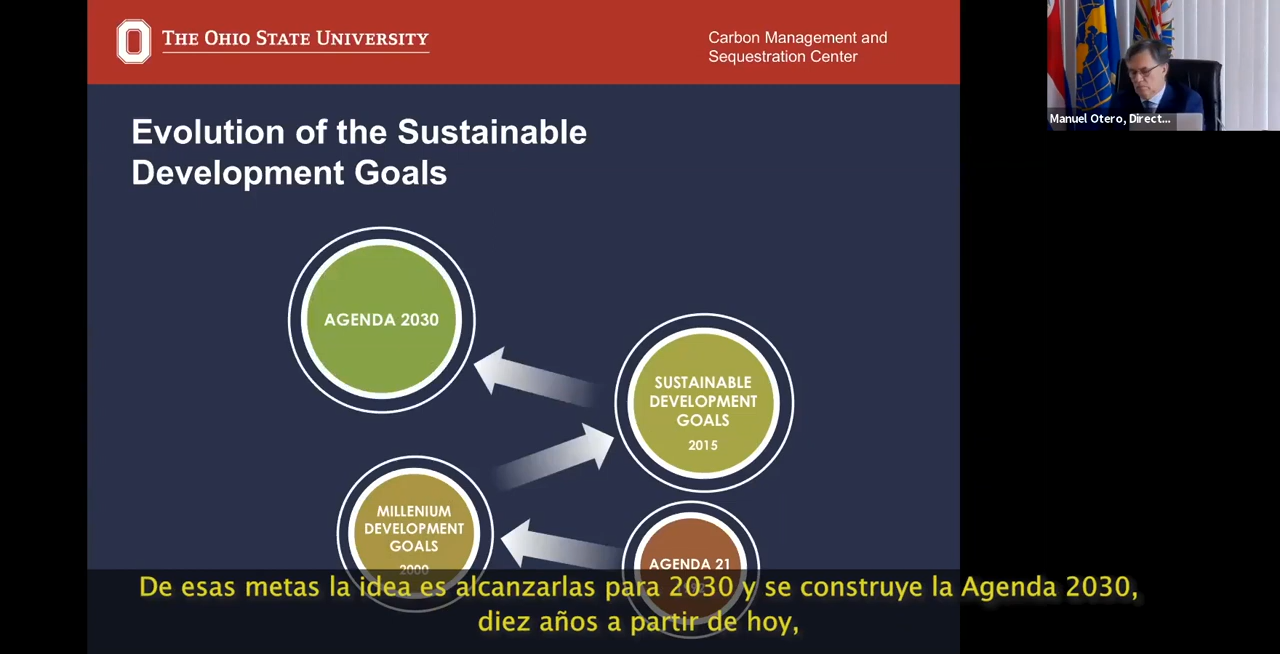 THE OHIO STATE UNIVERSITY
Carbon Management and
Sequestration Center
Manuel Otero, Direct...
Evolution of the Sustainable
Development Goals
AGENDA 2030
SUSTAINABLE
DEVELOPMENT
GOALS
2015
MILLENIUM
DEVELOPMENT
GOALS
2000
AGENDA 21
De esas metas la idea es alcanzarlas para 2030 y se construye la Agenda 2030,
diez años a partir de hoy,